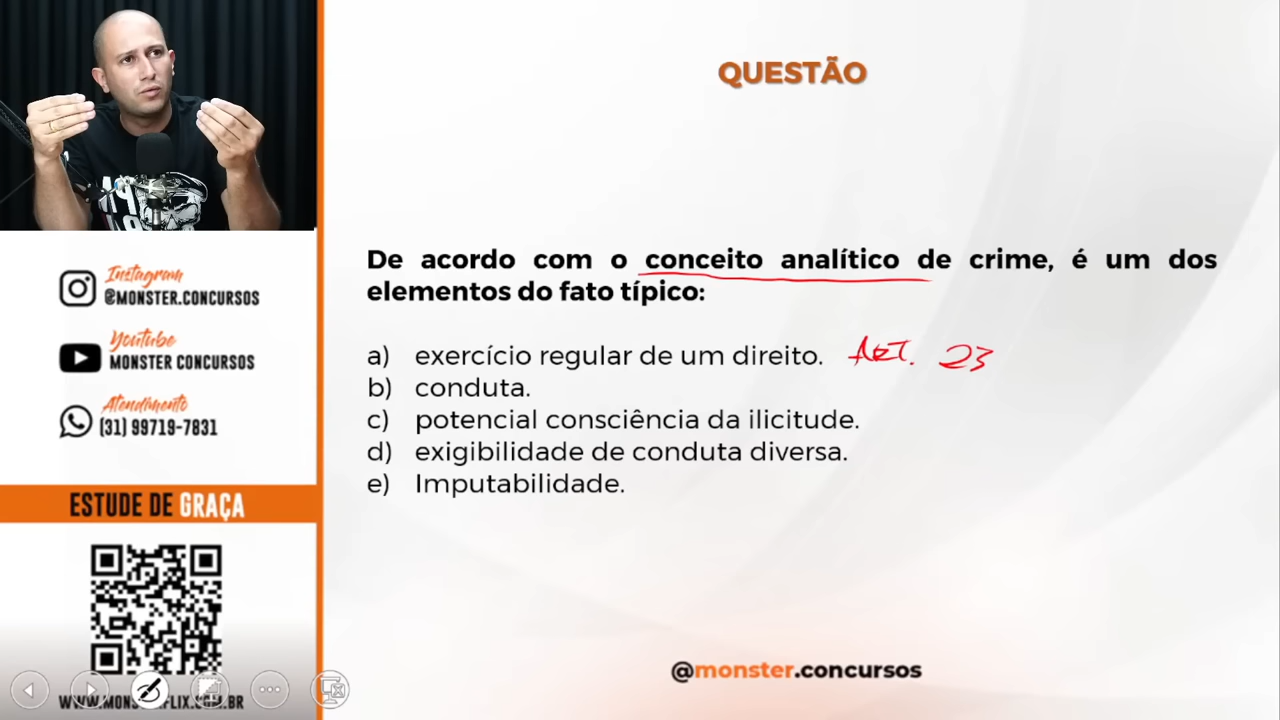 QUESTÃO
De acordo com o conceito analítico de crime, é um dos
elementos do fato típico:
a) exercício regular de um direito. ART. 23
b) conduta.
c) potencial consciência da ilicitude.
d) exigibilidade de conduta diversa.
e) Imputabilidade.
@monster.concursos
Instagram
@MONSTER.CONCURSOS
Youtube
MONSTER CONCURSOS
Atendimento
(31) 99719-7831
ESTUDE DE GRAÇA